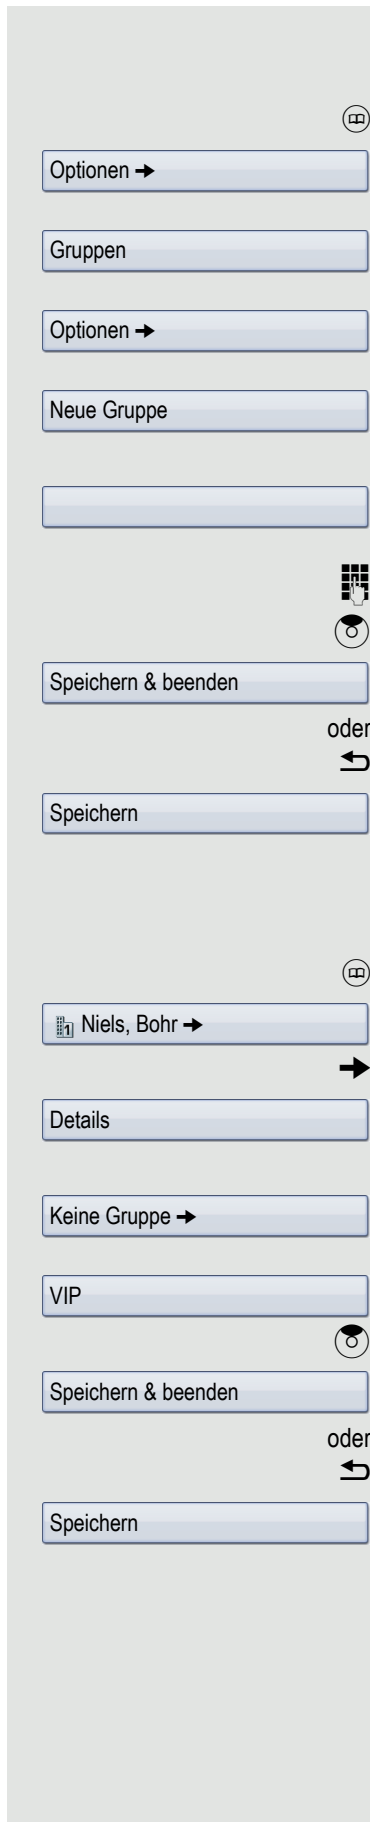 Optionen →
Gruppen
Optionen →
Neue Gruppe
Speichern & beenden
oder
Speichern
1 Niels, Bohr →
Details
Keine Gruppe →
VIP
Speichern & beenden
oder
Speichern